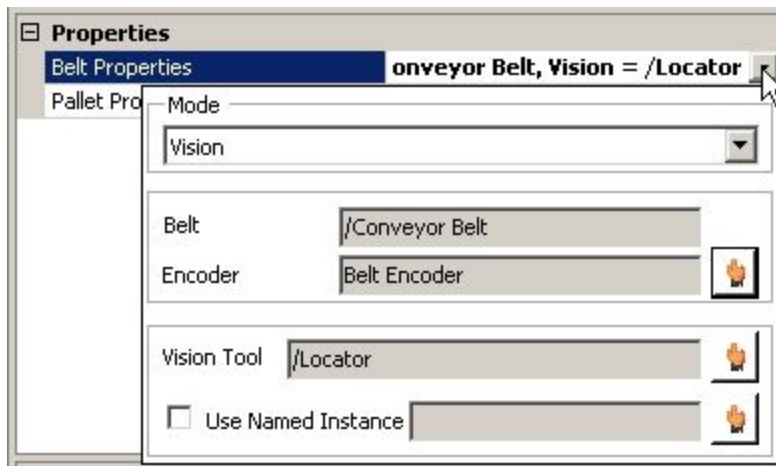 Properties
Belt Properties onveyor Belt, Vision = /Locator
Pallet Pro
Mode
Vision
Belt /Conveyor Belt
Encoder Belt Encoder
Vision Tool /Locator
Use Named Instance